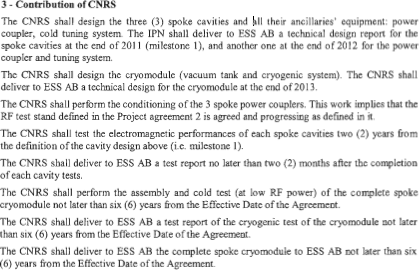 3 - Contribution of CNRS
The CNRS shall design the three (3) spoke cavities and all their ancillaries' equipment: power
coupler, cold tuning system. The IPN shall deliver to ESS AB a technical design report for the
spoke cavities at the end of 2011 (milestone 1), and another one at the end of 2012 for the power
coupler and tuning system.
The CNRS shall design the cryomodule (vacuum tank and cryogenic system). The CNRS shall
deliver to ESS AB a technical design for the cryomodule at the end of 2013.
The CNRS shall perform the conditioning of the 3 spoke power couplers. This work implies that the
RF test stand defined in the Project agreement 2 is agreed and progressing as defined in it.
The CNRS shall test the electromagnetic performances of each spoke cavities two (2) years from
the definition of the cavity design above (i.e. milestone 1).
The CNRS shall deliver to ESS AB a test report no later than two (2) months after the completion
of each cavity tests.
The CNRS shall perform the assembly and cold test (at low RF power) of the complete spoke
cryomodule not later than six (6) years from the Effective Date of the Agreement.
The CNRS shall deliver to ESS AB a test report of the cryogenic test of the cryomodule not later
than six (6) years from the Effective Date of the Agreement.
The CNRS shall deliver to ESS AB the complete spoke cryomodule to ESS AB not later than six
(6) years from the Effective Date of the Agreement.